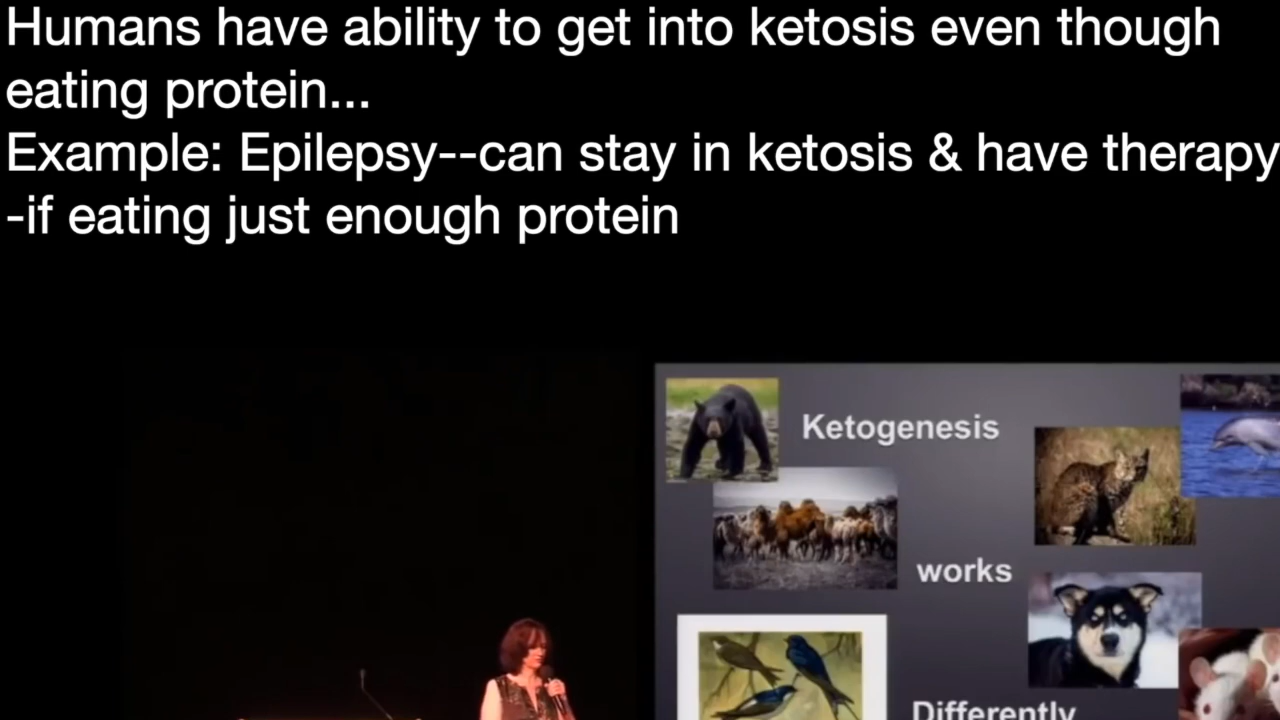 Humans have ability to get into ketosis even though
eating protein...
Example: Epilepsy--can stay in ketosis & have therapy
-if eating just enough protein
Ketogenesis
works
Differently